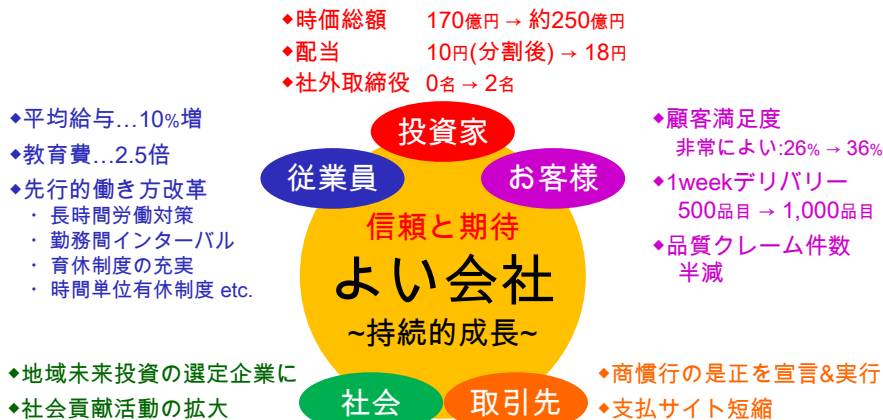 ◆時価総額 170億円 → 約250億円
◆配当 10円(分割後) → 18円
◆社外取締役 0名 → 2名
◆平均給与…10%増
◆教育費…2.5倍
◆先行的働き方改革
・ 長時間労働対策
・ 勤務間インターバル
・ 育休制度の充実
・ 時間単位有休制度 etc.
投資家
従業員
お客様
◆顧客満足度
非常によい:26% → 36%
◆1weekデリバリー
500品目 → 1,000品目
◆品質クレーム件数
半減
信頼と期待
よい会社
~持続的成長~
◆地域未来投資の選定企業に
◆社会貢献活動の拡大
社会
取引先
◆商慣行の是正を宣言&実行
◆支払サイト短縮